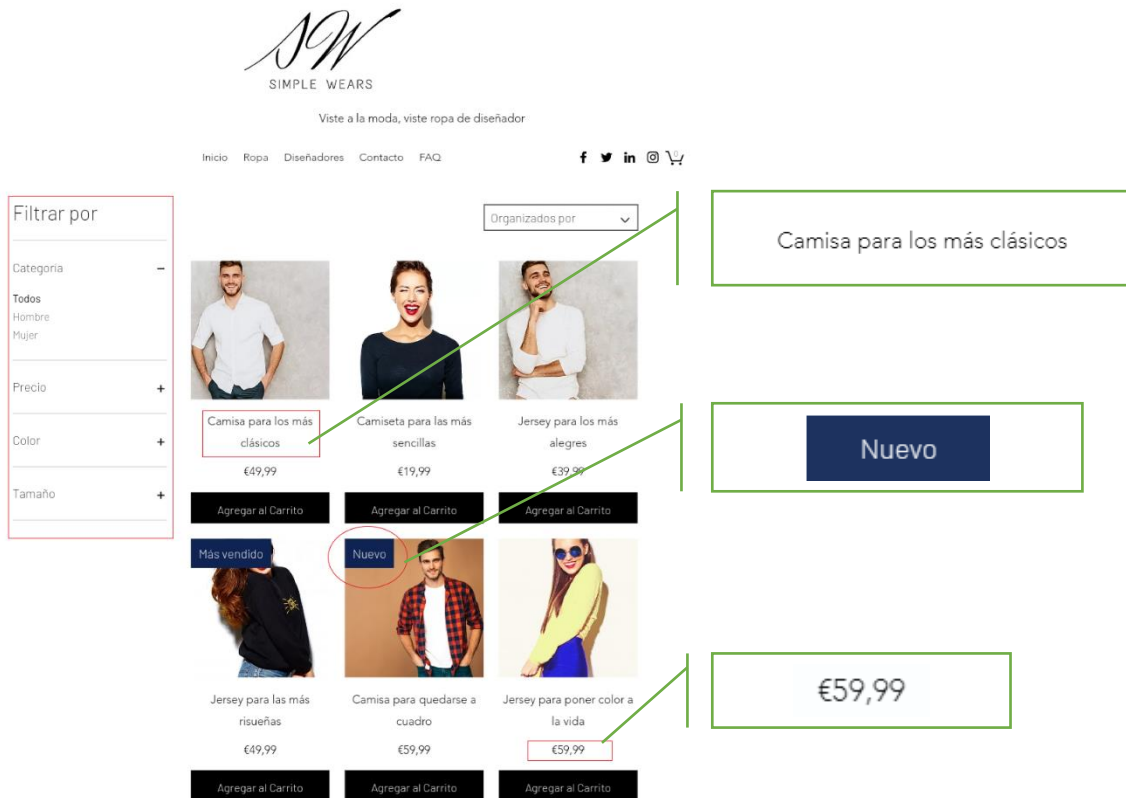 SW
SIMPLE WEARS
Viste a la moda, viste ropa de diseñador
Inicio Ropa Diseñadores Contacto FAQ
0
Filtrar por
Categoria
Todos
Hombre
Mujer
Precio
Color
Tamaño
Organizados por
Camisa para los más
clásicos
€49,99
Agregar al Carrito
Camiseta para las más
sencillas
€19,99
Agregar al Carrito
Jersey para los más
alegres
€39,99
Agregar al Carrito
Más vendido
Jersey para las más
risueñas
€49,99
Agregar al Carrito
Nuevo
Camisa para quedarse a
cuadro
€59,99
Agregar al Carrito
Jersey para poner color a
la vida
€59,99
Agregar al Carrito
Camisa para los más clásicos
Nuevo
€59,99